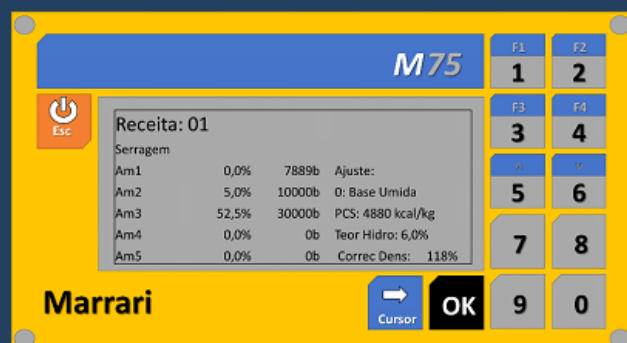 M75
F1
1
F2
2
Esc
F3
3
F4
4
Receita: 01
Serragem
Am1 0,0% 7889b Ajuste:
Am2 5,0% 10000b 0: Base Umida
Am3 52,5% 30000b PCS: 4880 kcal/kg
Am4 0,0% 0b Teor Hidro: 6,0%
Am5 0,0% 0b Correc Dens: 118%
5
6
7
8
Marrari
Cursor
OK
9
0